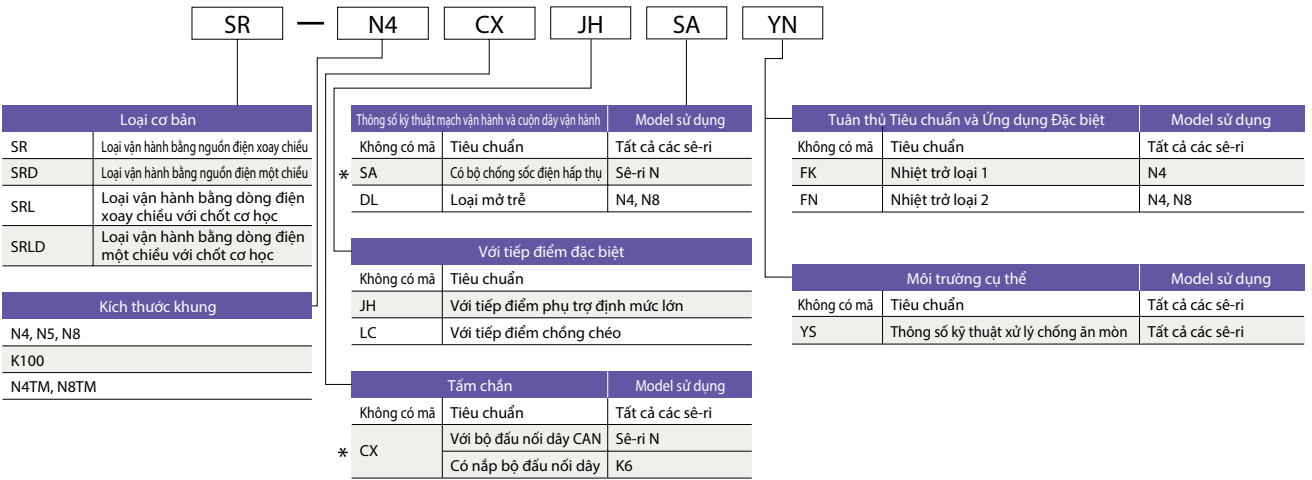 SR — N4 CX JH SA YN
Loại cơ bản
SR Loại vận hành bằng nguồn điện xoay chiều
SRD Loại vận hành bằng nguồn điện một chiều
SRL Loại vận hành bằng dòng điện
xoay chiều với chốt cơ học
SRLD Loại vận hành bằng dòng điện
một chiều với chốt cơ học
Kích thước khung
N4, N5, N8
K100
N4TM, N8TM
Thông số kỹ thuật mạch vận hành và cuộn dây vận hành Model sử dụng
Không có mã Tiêu chuẩn Tất cả các sê-ri
* SA Có bộ chống sốc điện hấp thụ Sê-ri N
DL Loại mở trễ N4, N8
Với tiếp điểm đặc biệt
Không có mã Tiêu chuẩn
JH Với tiếp điểm phụ trợ định mức lớn
LC Với tiếp điểm chồng chéo
Tấm chắn Model sử dụng
Không có mã Tiêu chuẩn Tất cả các sê-ri
* CX Với bộ đấu nối dây CAN Sê-ri N
Có nắp bộ đấu nối dây K6
Tuân thủ Tiêu chuẩn và Ứng dụng Đặc biệt Model sử dụng
Không có mã Tiêu chuẩn Tất cả các sê-ri
FK Nhiệt trở loại 1 N4
FN Nhiệt trở loại 2 N4, N8
Môi trường cụ thể Model sử dụng
Không có mã Tiêu chuẩn Tất cả các sê-ri
YS Thông số kỹ thuật xử lý chống ăn mòn Tất cả các sê-ri